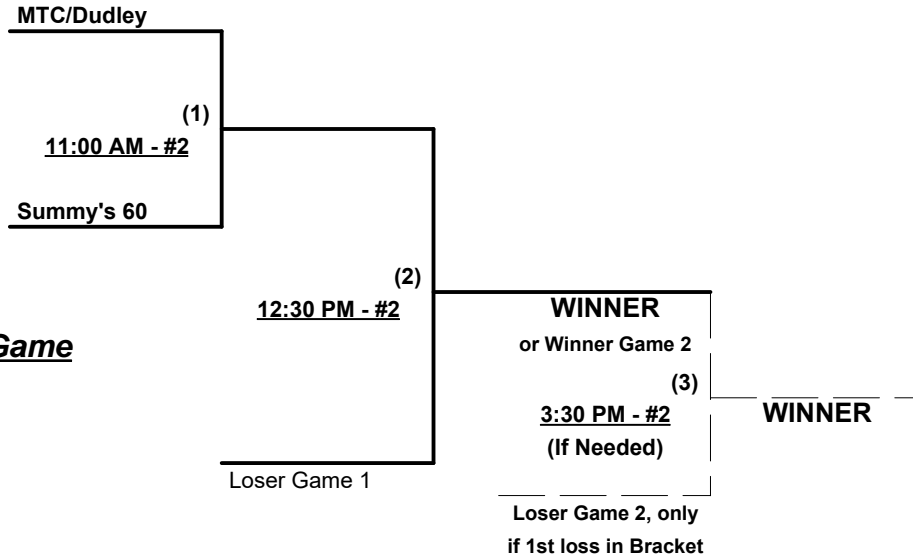 MTC/Dudley
(1)
11:00 AM - #2
Summy's 60
(2)
12:30 PM - #2
WINNER
or Winner Game 2
Game
(3)
3:30 PM - #2
WINNER
(If Needed)
Loser Game 1
Loser Game 2, only
if 1st loss in Bracket